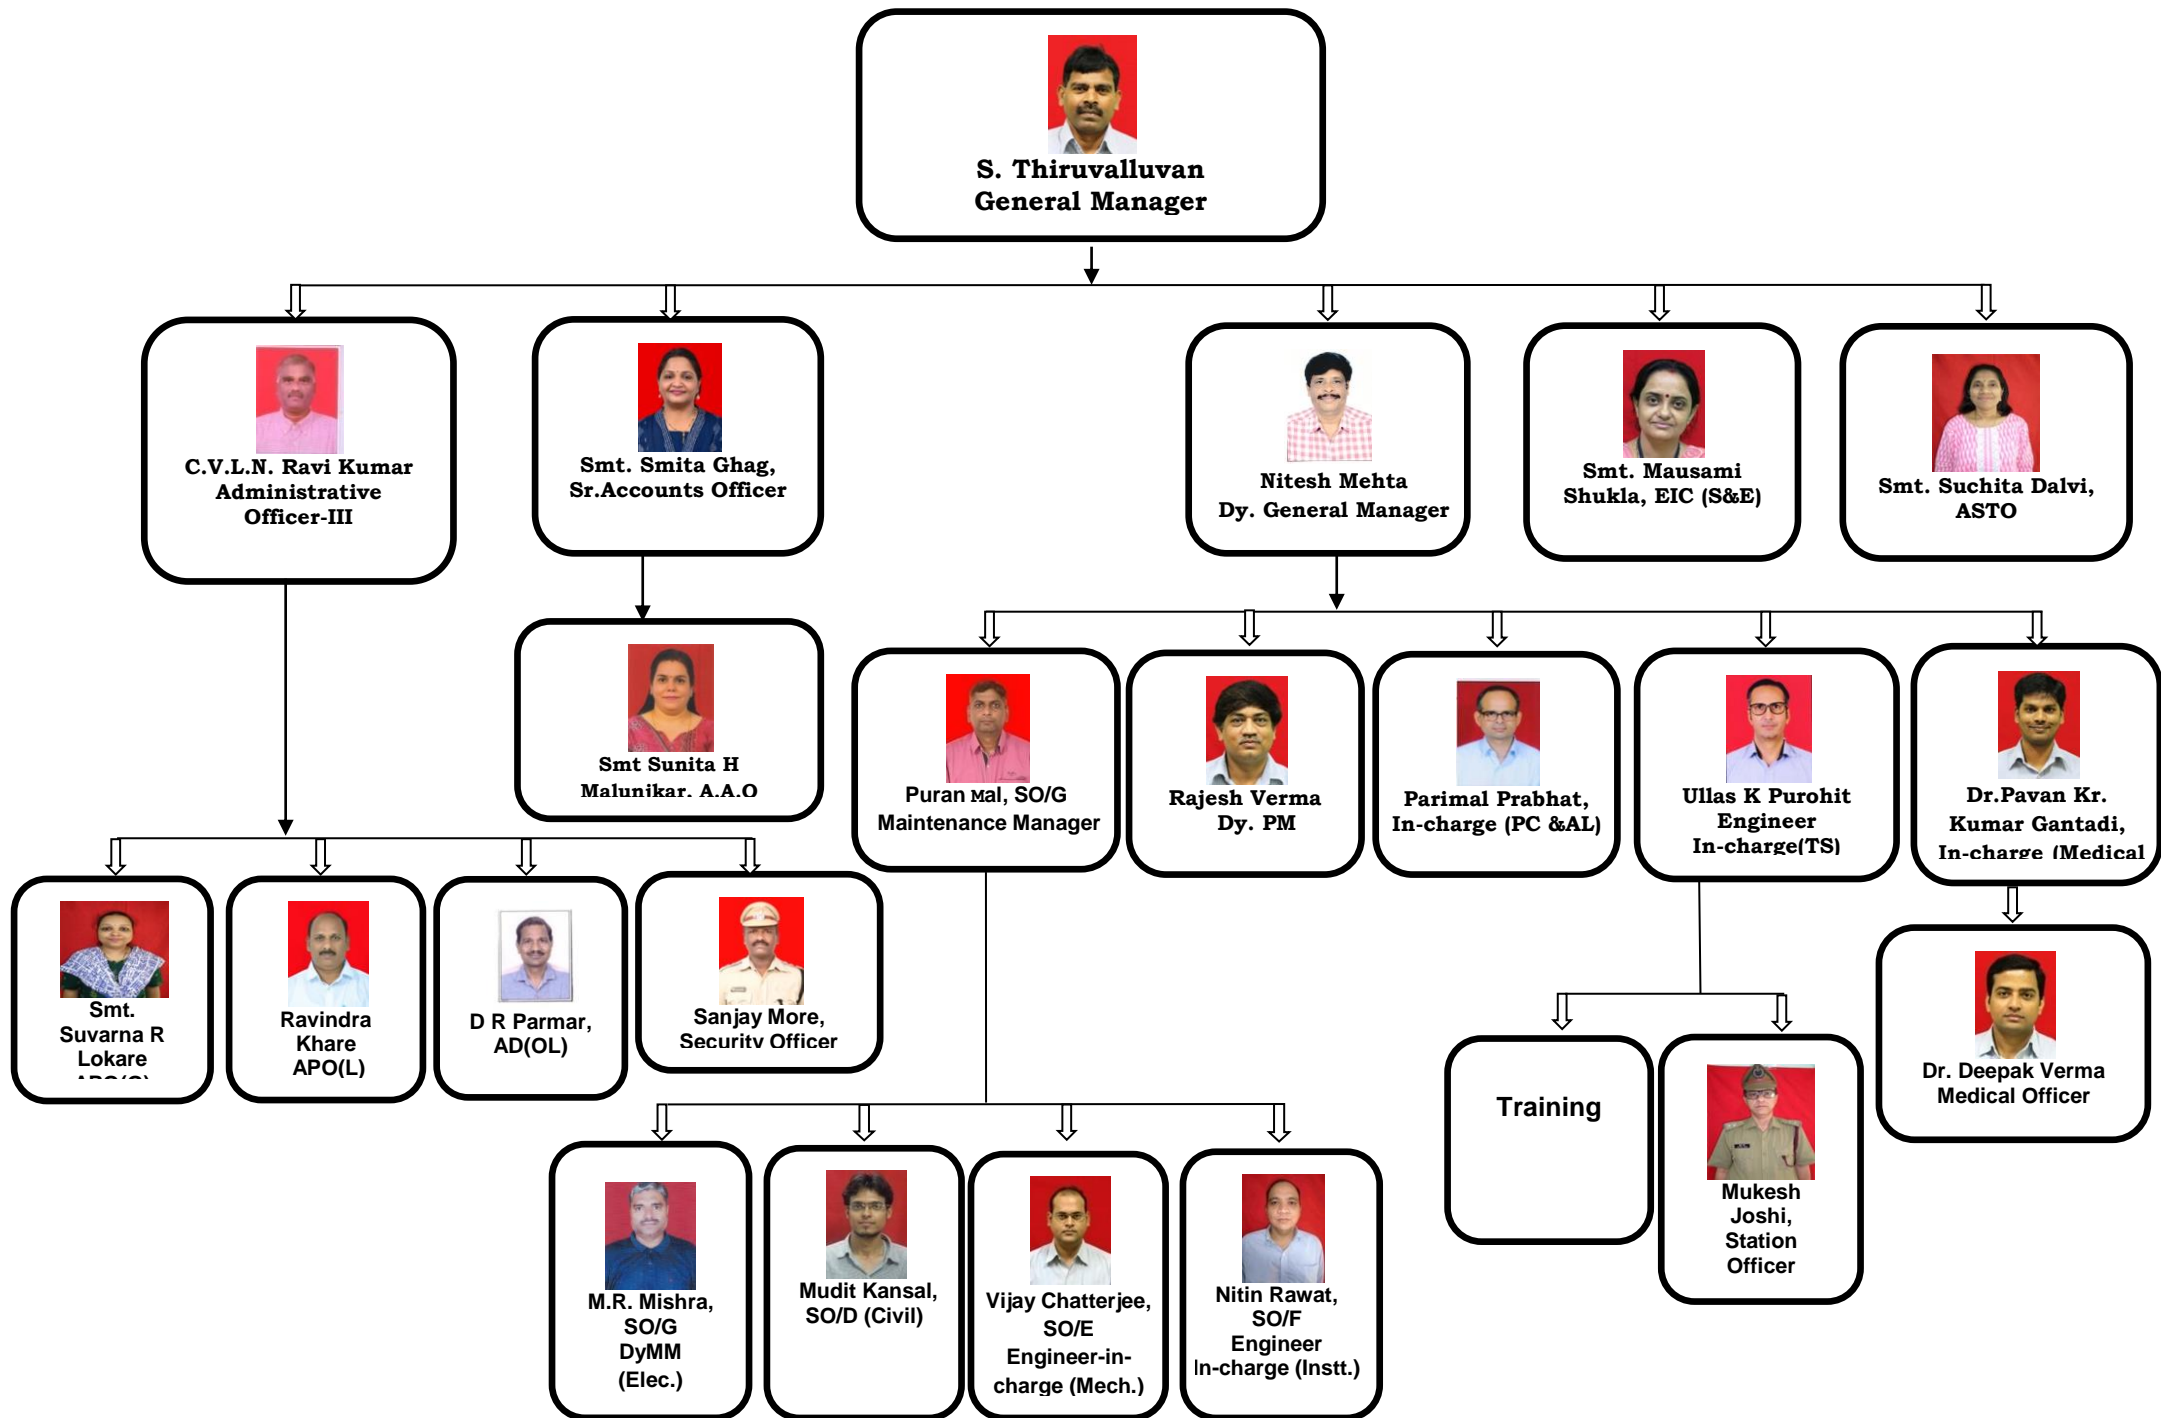 S. Thiruvalluvan
General Manager
C.V.L.N. Ravi Kumar
Administrative
Officer-III
Smt. Smita Ghag,
Sr.Accounts Officer
Nitesh Mehta
Dy. General Manager
Smt. Mausami
Shukla, EIC (S&E)
Smt. Suchita Dalvi,
ASTO
Smt Sunita H
Malunikar, A.A.O
Puran Mal, SO/G
Maintenance Manager
Rajesh Verma
Dy. PM
Parimal Prabhat,
In-charge (PC &AL)
Ullas K Purohit
Engineer
In-charge(TS)
Dr.Pavan Kr.
Kumar Gantadi,
In-charge (Medical
Smt.
Suvarna R
Lokare
Ravindra
Khare
APO(L)
D R Parmar,
AD(OL)
Sanjay More,
Security Officer
Training
Mukesh
Joshi,
Station
Officer
Dr. Deepak Verma
Medical Officer
M.R. Mishra,
SO/G
DyMM
(Elec.)
Mudit Kansal,
SO/D (Civil)
Vijay Chatterjee,
SO/E
Engineer-in-
charge (Mech.)
Nitin Rawat,
SO/F
Engineer
In-charge (Instt.)